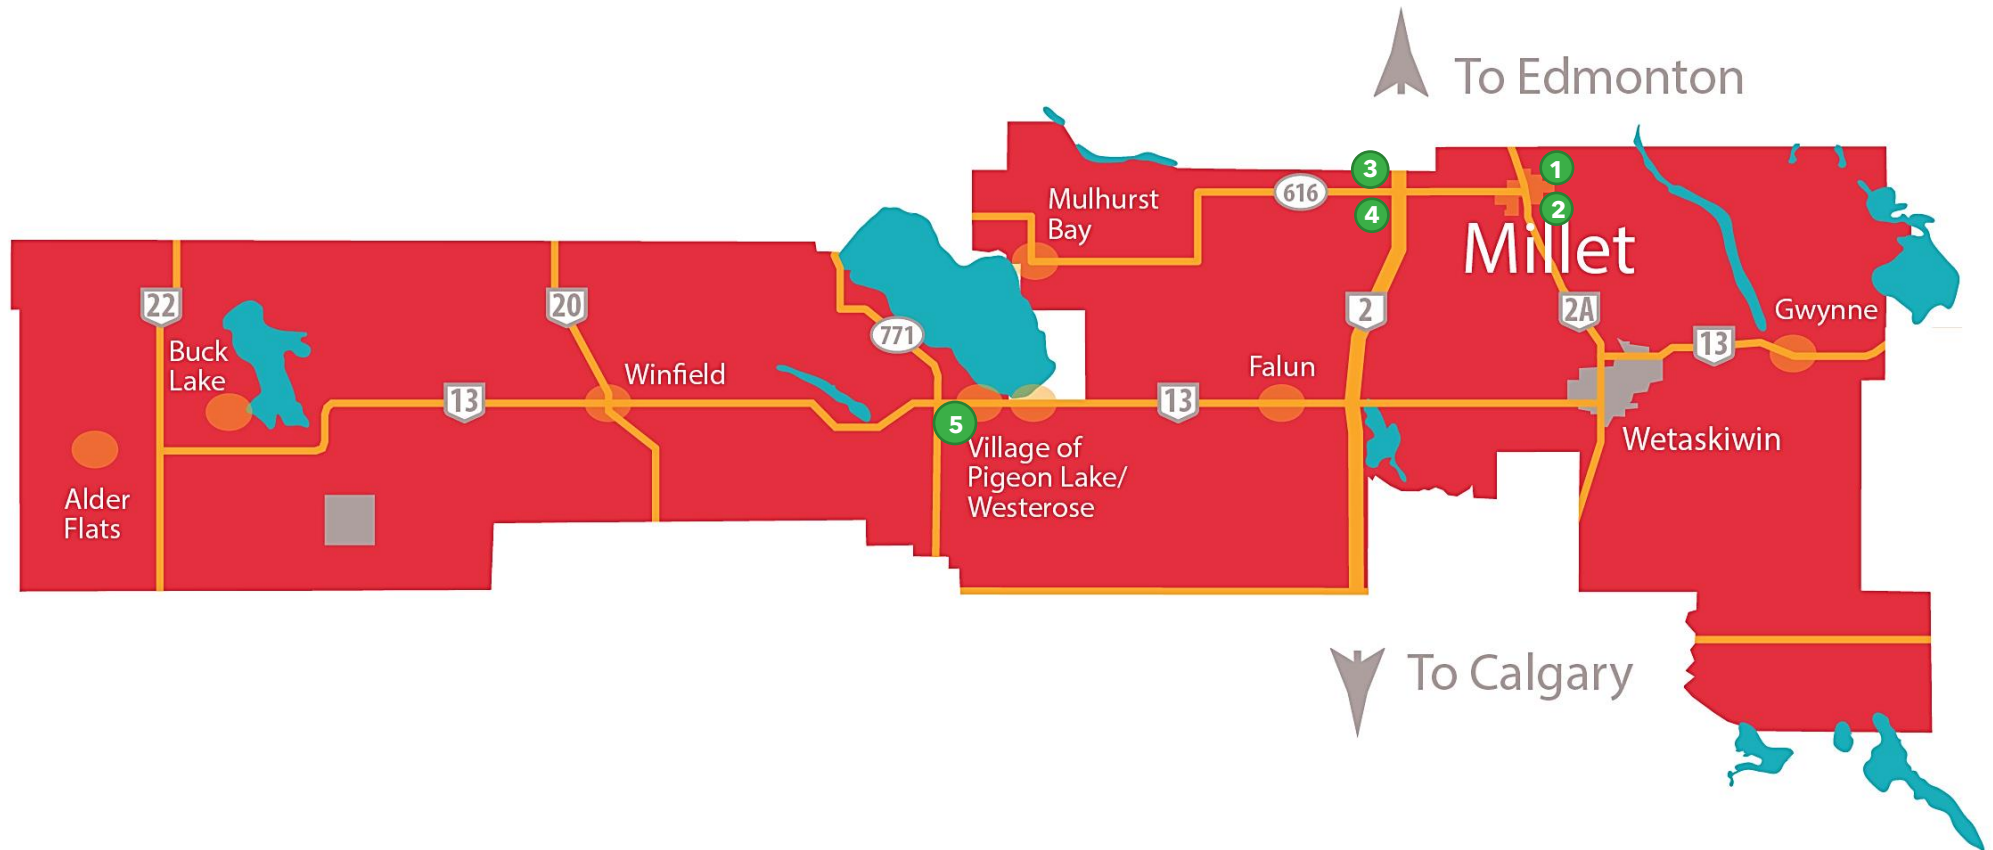 To Edmonton
3
1
616
Mulhurst
Bay
4
2
Millet
22
20
2
2A
Gwynne
771
13
Buck
Lake
Winfield
Falun
13
13
5
Wetaskiwin
Village of
Pigeon Lake/
Westerose
Alder
Flats
To Calgary